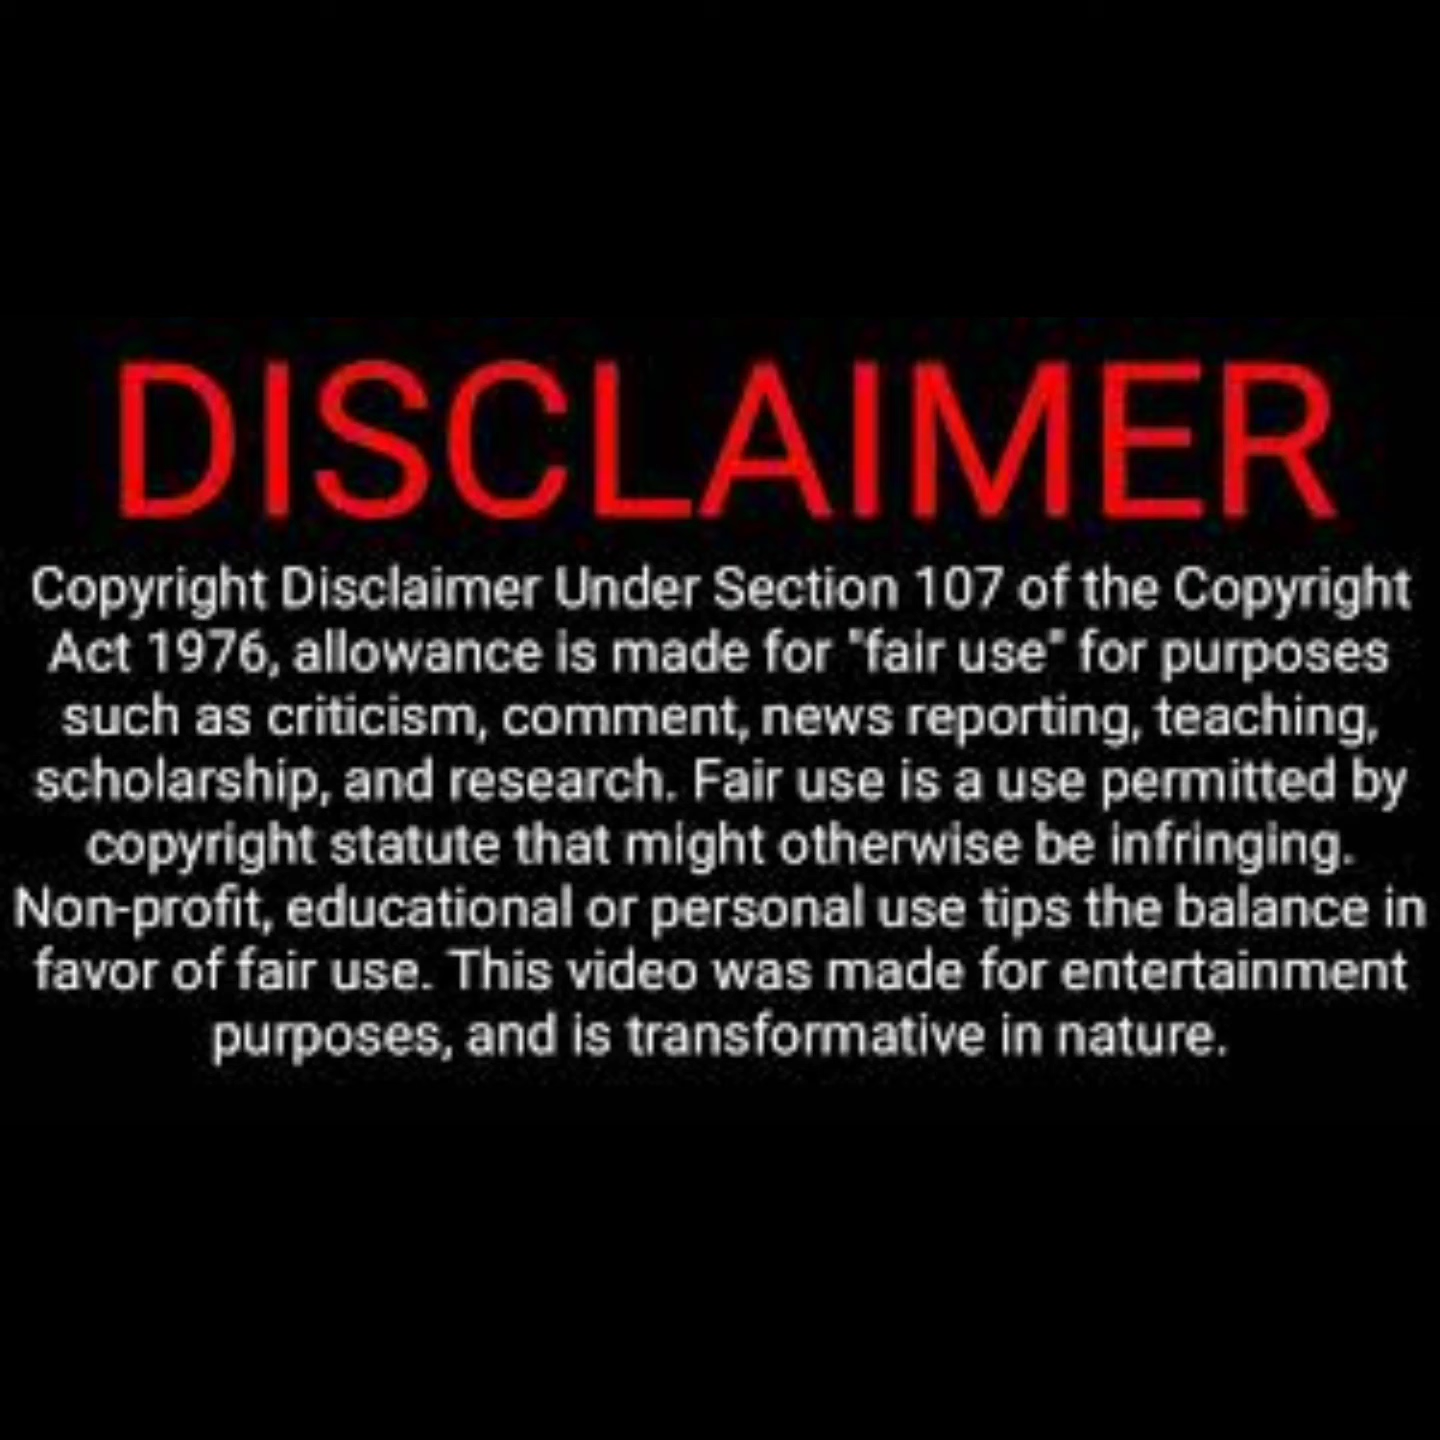 DISCLAIMER
Copyright Disclaimer Under Section 107 of the Copyright
Act 1976, allowance is made for "fair use" for purposes
such as criticism, comment, news reporting, teaching,
scholarship, and research. Fair use is a use permitted by
copyright statute that might otherwise be infringing.
Non-profit, educational or personal use tips the balance in
favor of fair use. This video was made for entertainment
purposes, and is transformative in nature.